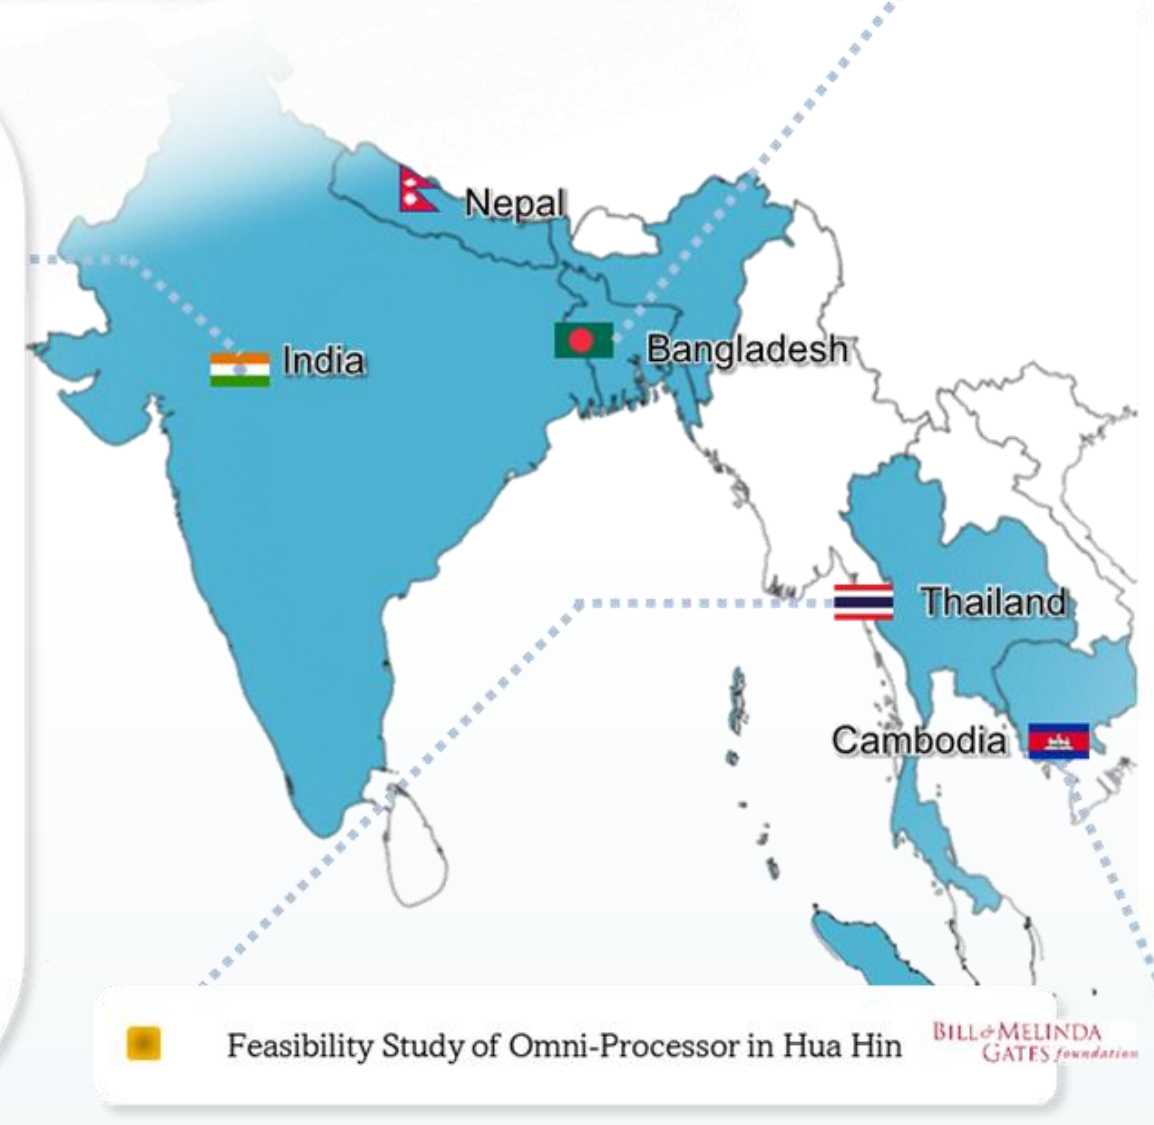 Nepal
India
Bangladesh
Thailand
Cambodia
Feasibility Study of Omni-Processor in Hua Hin
BILL & MELINDA
GATES foundation